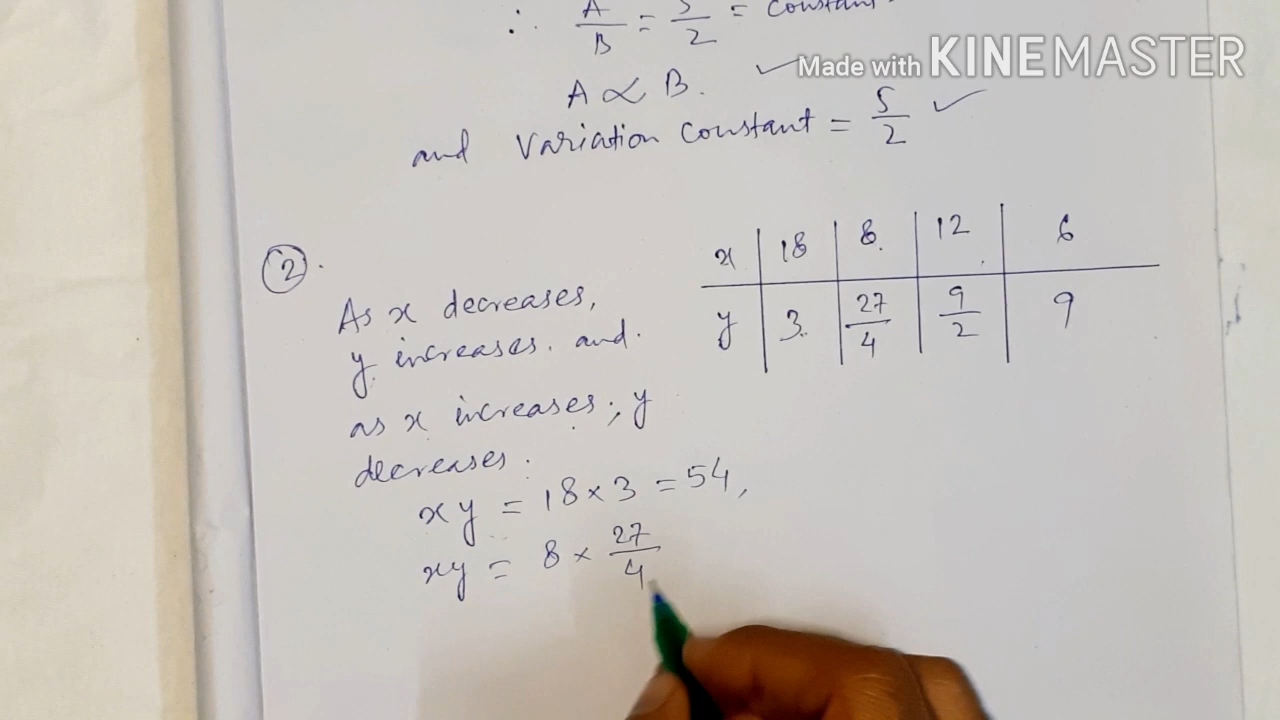 ∴ A/B = 5/2 = Constant
Made with KINEMASTER
A ∝ B. ✓
and variation constant = 5/2 ✓
(2).
x | 18 | 8. | 12 | 6
y | 3. | 27/4 | 9/2 | 9
As x decreases,
y increases. and.
as x increases, y
decreases.
xy = 18 × 3 = 54,
xy = 8 × 27/4